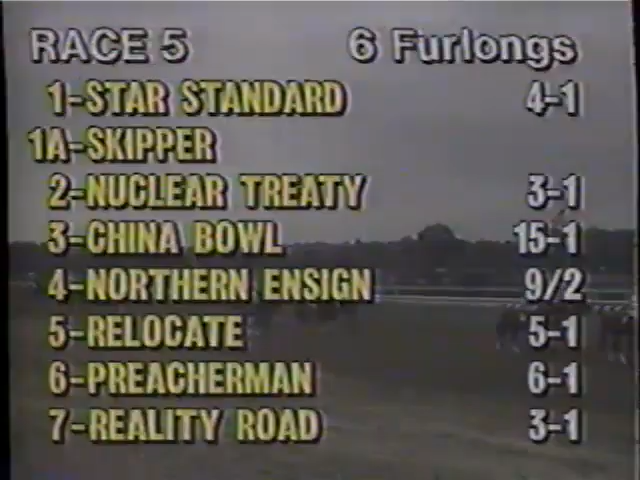 RACE 5 6 Furlongs
1-STAR STANDARD 4-1
1A-SKIPPER
2-NUCLEAR TREATY 3-1
3-CHINA BOWL 15-1
4-NORTHERN ENSIGN 9/2
5-RELOCATE 5-1
6-PREACHERMAN 6-1
7-REALITY ROAD 3-1